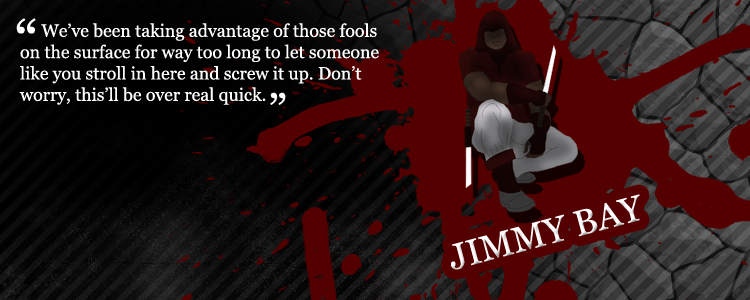 “ We’ve been taking advantage of those fools
on the surface for way too long to let someone
like you stroll in here and screw it up. Don’t
worry, this’ll be over real quick. ”
JIMMY BAY